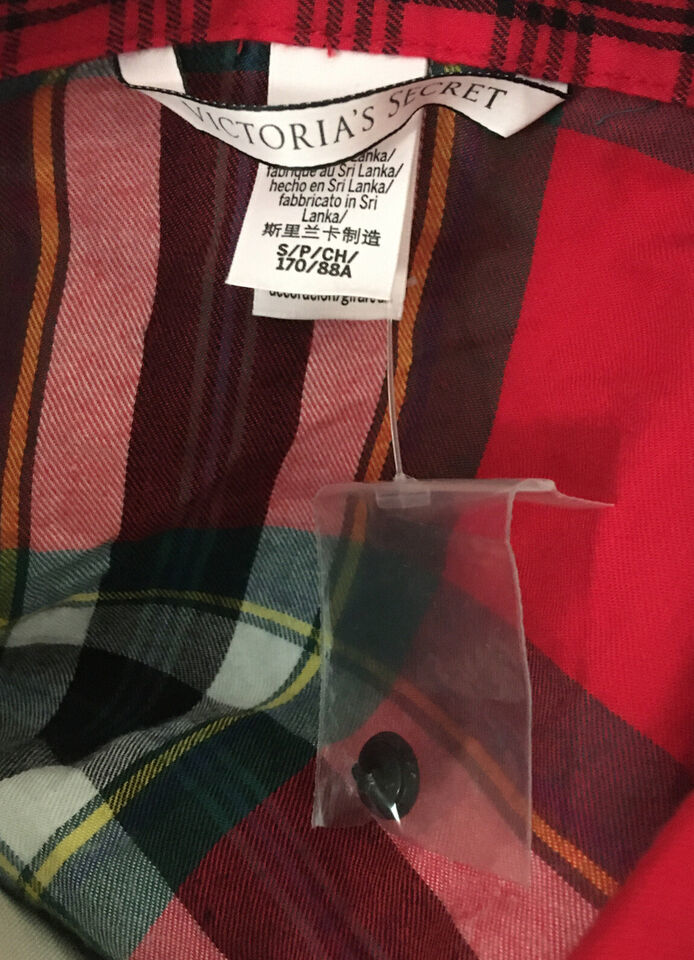 VICTORIA'S SECRET
Lanka/
fabriqué au Sri Lanka/
hecho en Sri Lanka/
fabbricato in Sri
Lanka/
斯里兰卡制造
S/P/CH/
170/88A